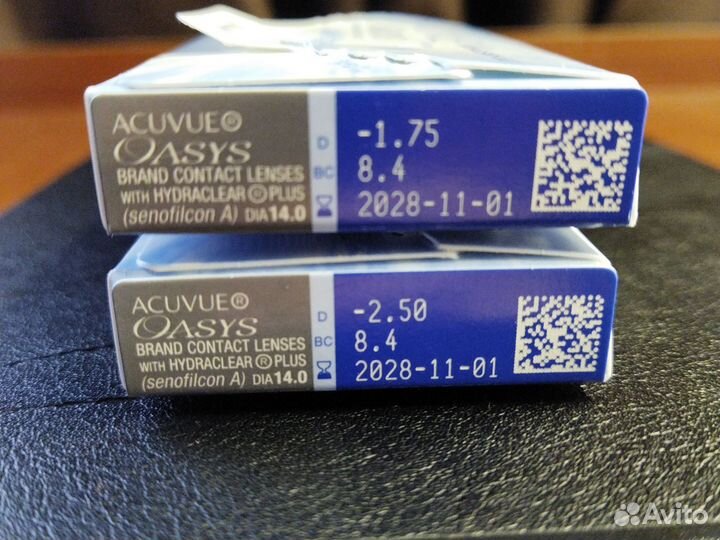 ACUVUE®
OASYS
BRAND CONTACT LENSES
WITH HYDRACLEAR® PLUS
(senofilcon A) DIA14.0
D -1.75
BC 8.4
2028-11-01
ACUVUE®
OASYS
BRAND CONTACT LENSES
WITH HYDRACLEAR® PLUS
(senofilcon A) DIA14.0
D -2.50
BC 8.4
2028-11-01
Avito